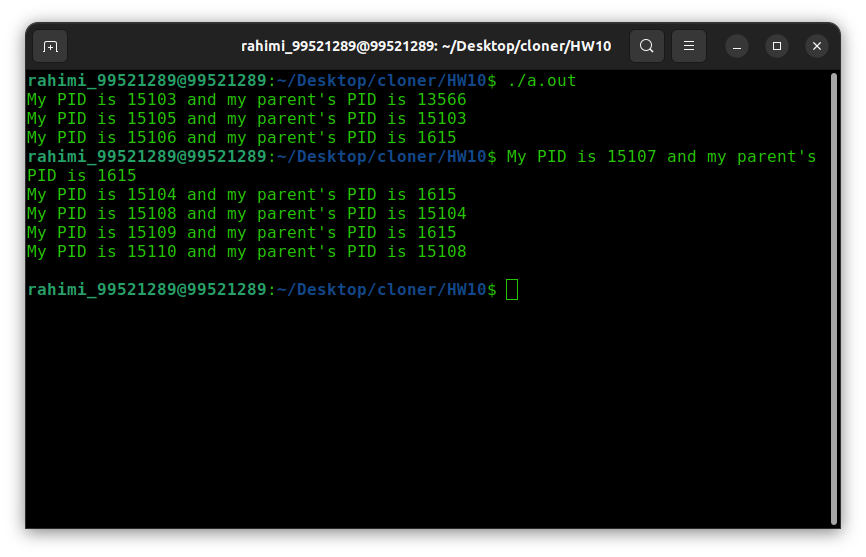 rahimi_99521289@99521289: ~/Desktop/cloner/HW10
rahimi_99521289@99521289:~/Desktop/cloner/HW10$ ./a.out
My PID is 15103 and my parent's PID is 13566
My PID is 15105 and my parent's PID is 15103
My PID is 15106 and my parent's PID is 1615
rahimi_99521289@99521289:~/Desktop/cloner/HW10$ My PID is 15107 and my parent's
PID is 1615
My PID is 15104 and my parent's PID is 1615
My PID is 15108 and my parent's PID is 15104
My PID is 15109 and my parent's PID is 1615
My PID is 15110 and my parent's PID is 15108
rahimi_99521289@99521289:~/Desktop/cloner/HW10$